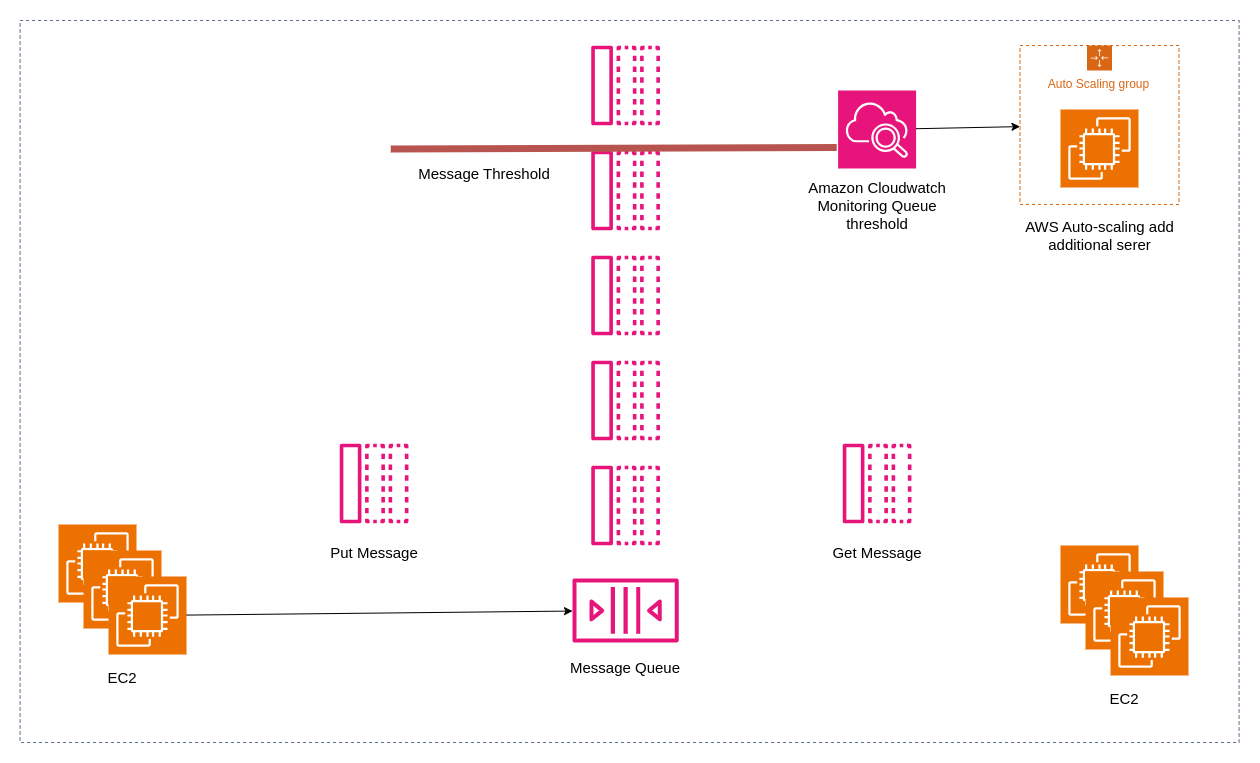 Auto Scaling group
Message Threshold
Amazon Cloudwatch
Monitoring Queue
threshold
AWS Auto-scaling add
additional serer
Put Message
Get Message
Message Queue
EC2
EC2